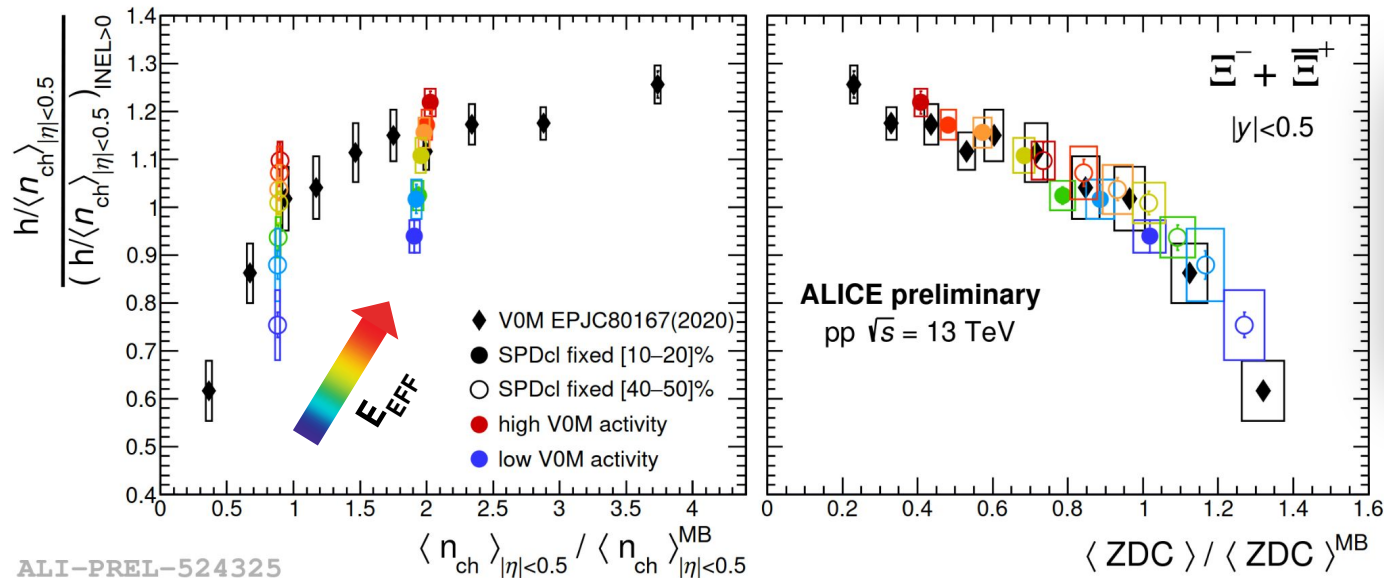 h/⟨n_ch⟩_|η|<0.5
( h/⟨n_ch⟩_|η|<0.5 )_INEL>0
1.4
1.3
1.2
1.1
1
0.9
0.8
0.7
0.6
0.5
0.4
E_EFF
V0M EPJC80167(2020)
SPDcl fixed [10–20]%
SPDcl fixed [40–50]%
high V0M activity
low V0M activity
0 0.5 1 1.5 2 2.5 3 3.5 4
⟨ n_ch ⟩_|η|<0.5 / ⟨ n_ch ⟩^MB_|η|<0.5
Ξ⁻ + Ξ̅⁺
|y|<0.5
ALICE preliminary
pp √s = 13 TeV
0 0.2 0.4 0.6 0.8 1 1.2 1.4 1.6
⟨ ZDC ⟩ / ⟨ ZDC ⟩^MB
ALI-PREL-524325